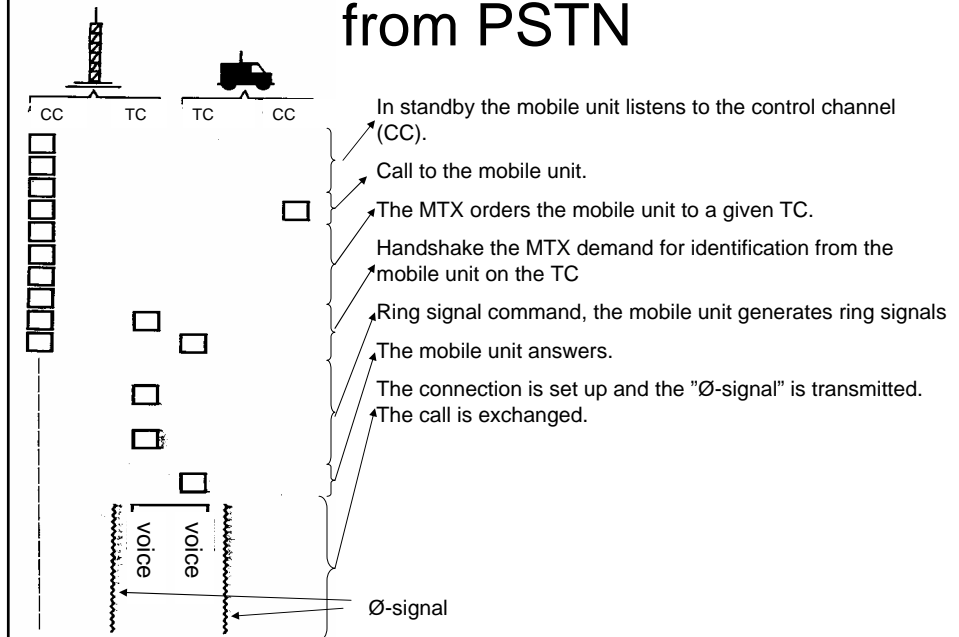 from PSTN
CC TC TC CC
In standby the mobile unit listens to the control channel
(CC).
Call to the mobile unit.
The MTX orders the mobile unit to a given TC.
Handshake the MTX demand for identification from the
mobile unit on the TC
Ring signal command, the mobile unit generates ring signals
The mobile unit answers.
The connection is set up and the ”Ø-signal” is transmitted.
The call is exchanged.
voice
voice
Ø-signal